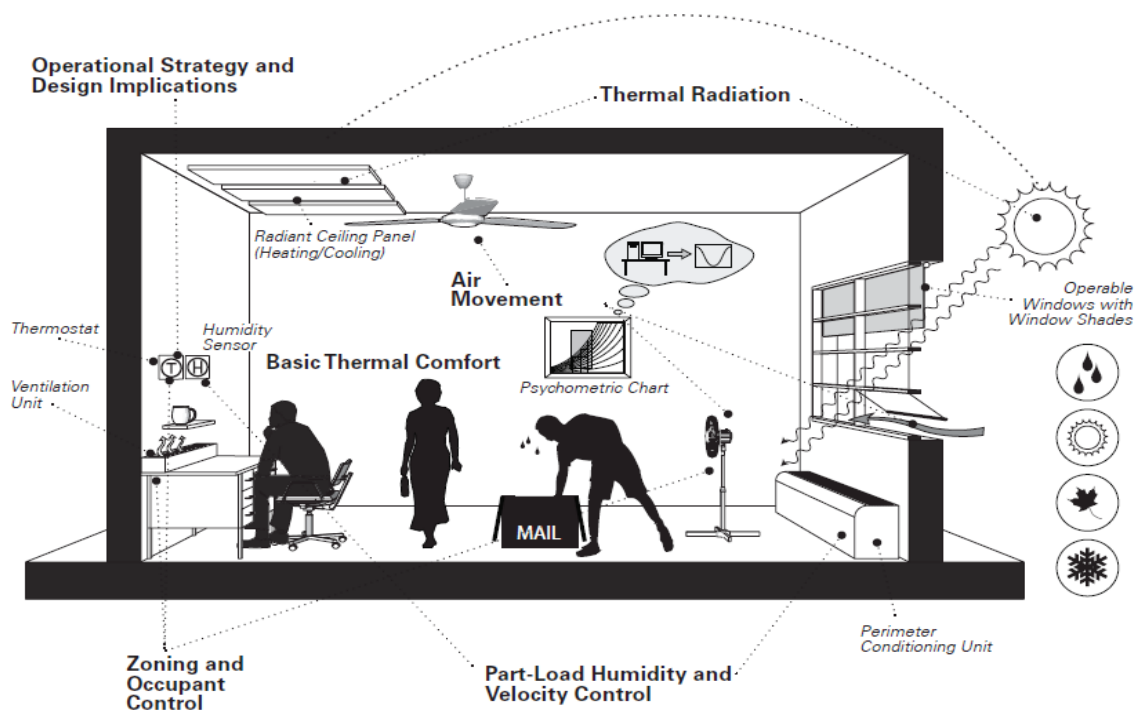 Operational Strategy and
Design Implications
Thermal Radiation
Radiant Ceiling Panel
(Heating/Cooling)
Air
Movement
Operable
Windows with
Window Shades
Thermostat
Humidity
Sensor
T H
Basic Thermal Comfort
Psychometric Chart
Ventilation
Unit
MAIL
Perimeter
Conditioning Unit
Zoning and
Occupant
Control
Part-Load Humidity and
Velocity Control